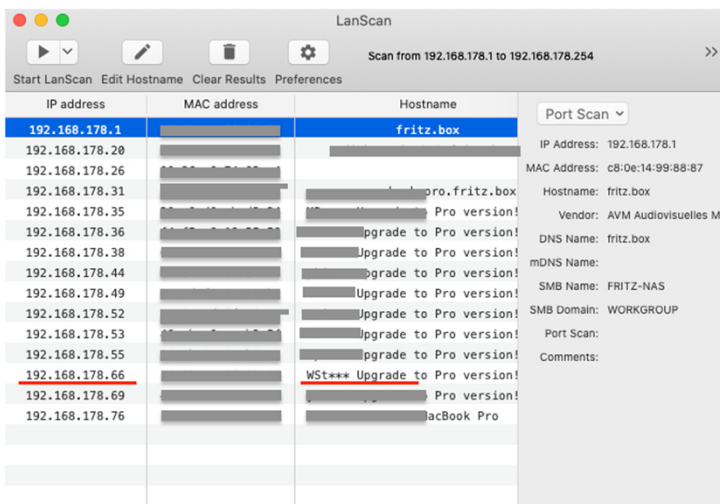 LanScan
Scan from 192.168.178.1 to 192.168.178.254
Start LanScan Edit Hostname Clear Results Preferences
IP address MAC address Hostname
192.168.178.1 fritz.box
192.168.178.20
192.168.178.26
192.168.178.31 pro.fritz.box
192.168.178.35 Pro version!
192.168.178.36 pgrade to Pro version!
192.168.178.38 Upgrade to Pro version!
192.168.178.44 pgrade to Pro version!
192.168.178.49 Upgrade to Pro version!
192.168.178.52 Upgrade to Pro version!
192.168.178.53 Upgrade to Pro version!
192.168.178.55 pgrade to Pro version!
192.168.178.66 WSt*** Upgrade to Pro version!
192.168.178.69 Pro version!
192.168.178.76 acBook Pro
Port Scan
IP Address: 192.168.178.1
MAC Address: c8:0e:14:99:88:87
Hostname: fritz.box
Vendor: AVM Audiovisuelles M
DNS Name: fritz.box
mDNS Name:
SMB Name: FRITZ-NAS
SMB Domain: WORKGROUP
Port Scan:
Comments: